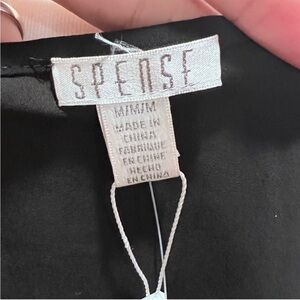 SPENSE
M/M/M
MADE IN
CHINA
FABRIQUE
EN CHINE
HECHO
EN CHINA